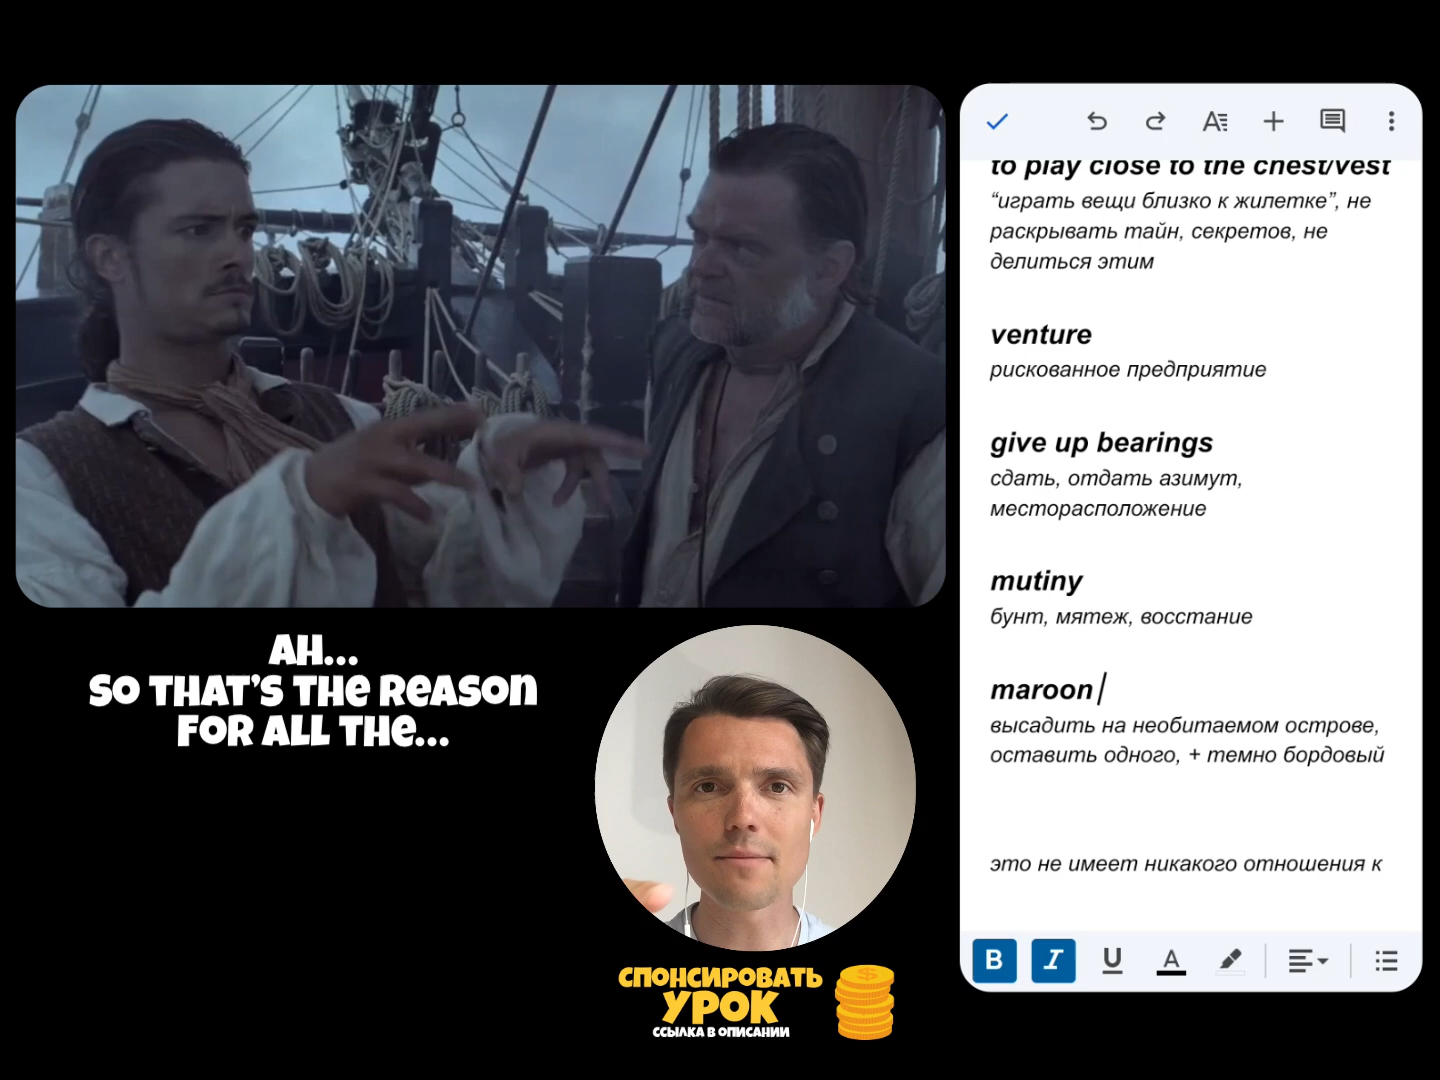 AH...
SO THAT'S THE REASON
FOR ALL THE...
СПОНСИРОВАТЬ
УРОК
ССЫЛКА В ОПИСАНИИ
to play close to the chest/vest
“играть вещи близко к жилетке”, не
раскрывать тайн, секретов, не
делиться этим
venture
рискованное предприятие
give up bearings
сдать, отдать азимут,
месторасположение
mutiny
бунт, мятеж, восстание
maroon
высадить на необитаемом острове,
оставить одного, + темно бордовый
это не имеет никакого отношения к
B I U A